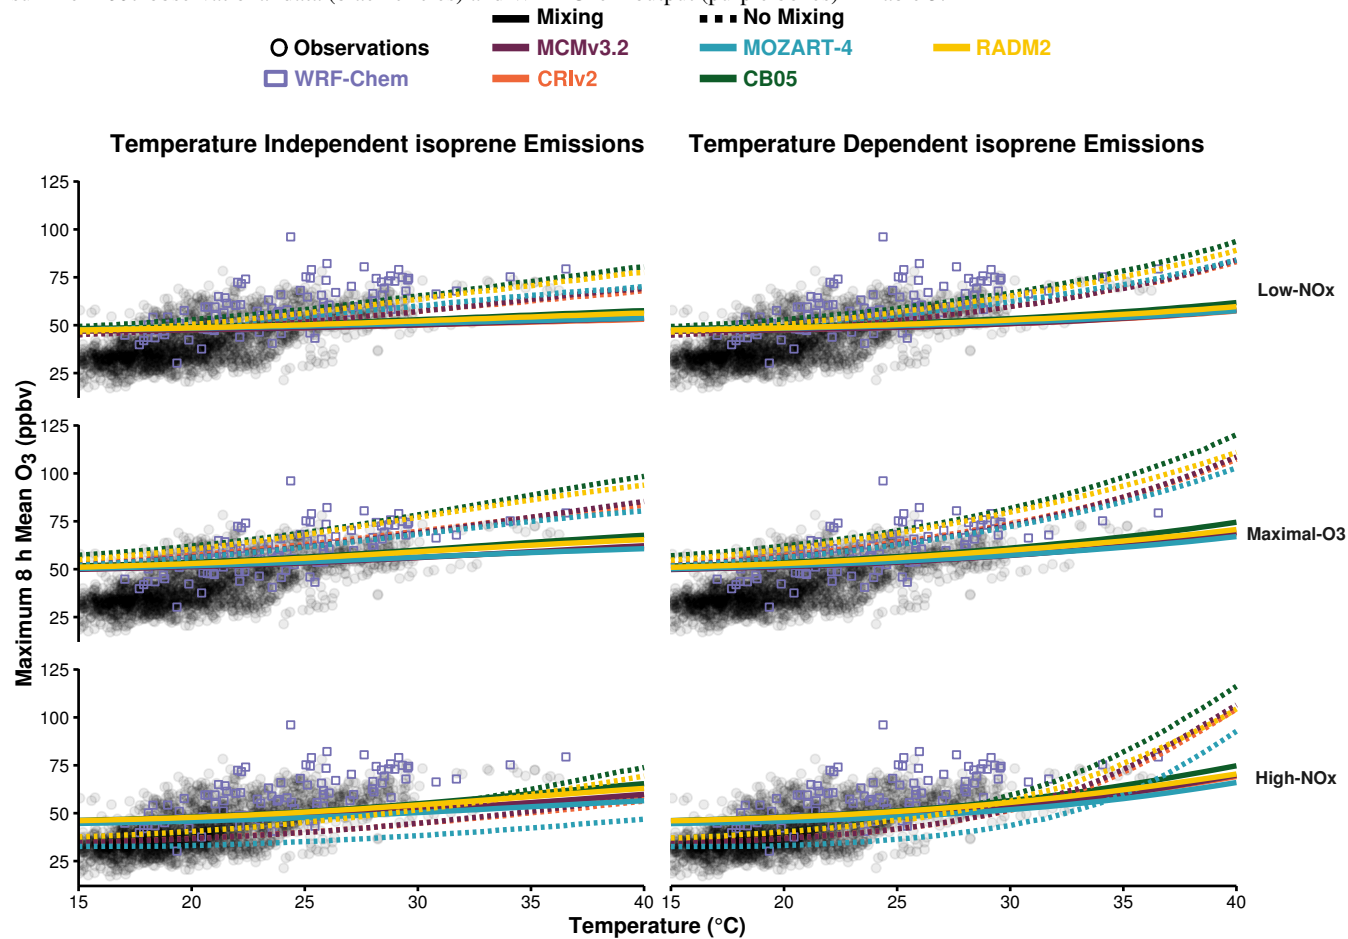 Mixing No Mixing
Observations MCMv3.2 MOZART-4 RADM2
WRF-Chem CRIv2 CB05
Temperature Independent isoprene Emissions Temperature Dependent isoprene Emissions
125
100
75
50
25
Low-NOx
125
100
75
50
25
Maximal-O3
125
100
75
50
25
High-NOx
Maximum 8 h Mean O3 (ppbv)
15 20 25 30 35 40 15 20 25 30 35 40
Temperature (°C)